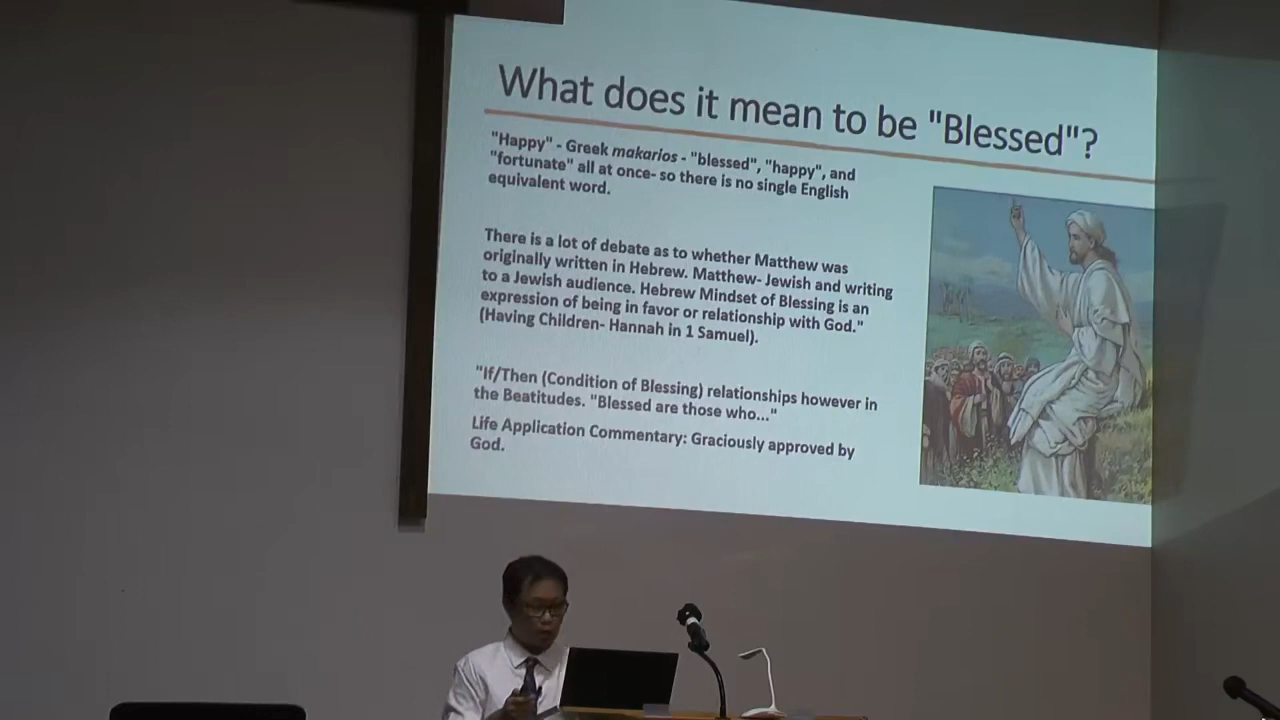 What does it mean to be "Blessed"?
"Happy" - Greek makarios - "blessed", "happy", and
"fortunate" all at once- so there is no single English
equivalent word.
There is a lot of debate as to whether Matthew was
originally written in Hebrew. Matthew- Jewish and writing
to a Jewish audience. Hebrew Mindset of Blessing is an
expression of being in favor or relationship with God."
(Having Children- Hannah in 1 Samuel).
"If/Then (Condition of Blessing) relationships however in
the Beatitudes. "Blessed are those who..."
Life Application Commentary: Graciously approved by
God.